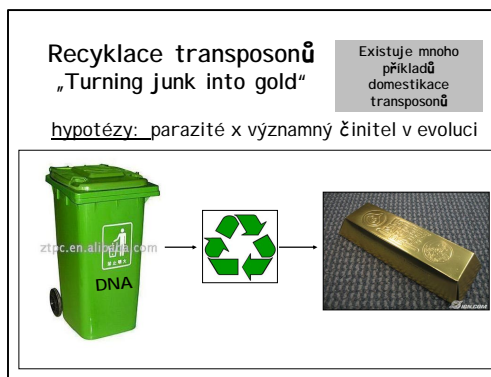 Recyklace transposonů
„Turning junk into gold“
Existuje mnoho
příkladů
domestikace
transposonů
hypotézy: parazité x významný činitel v evoluci
ztpc.en.alibaba.com
DNA